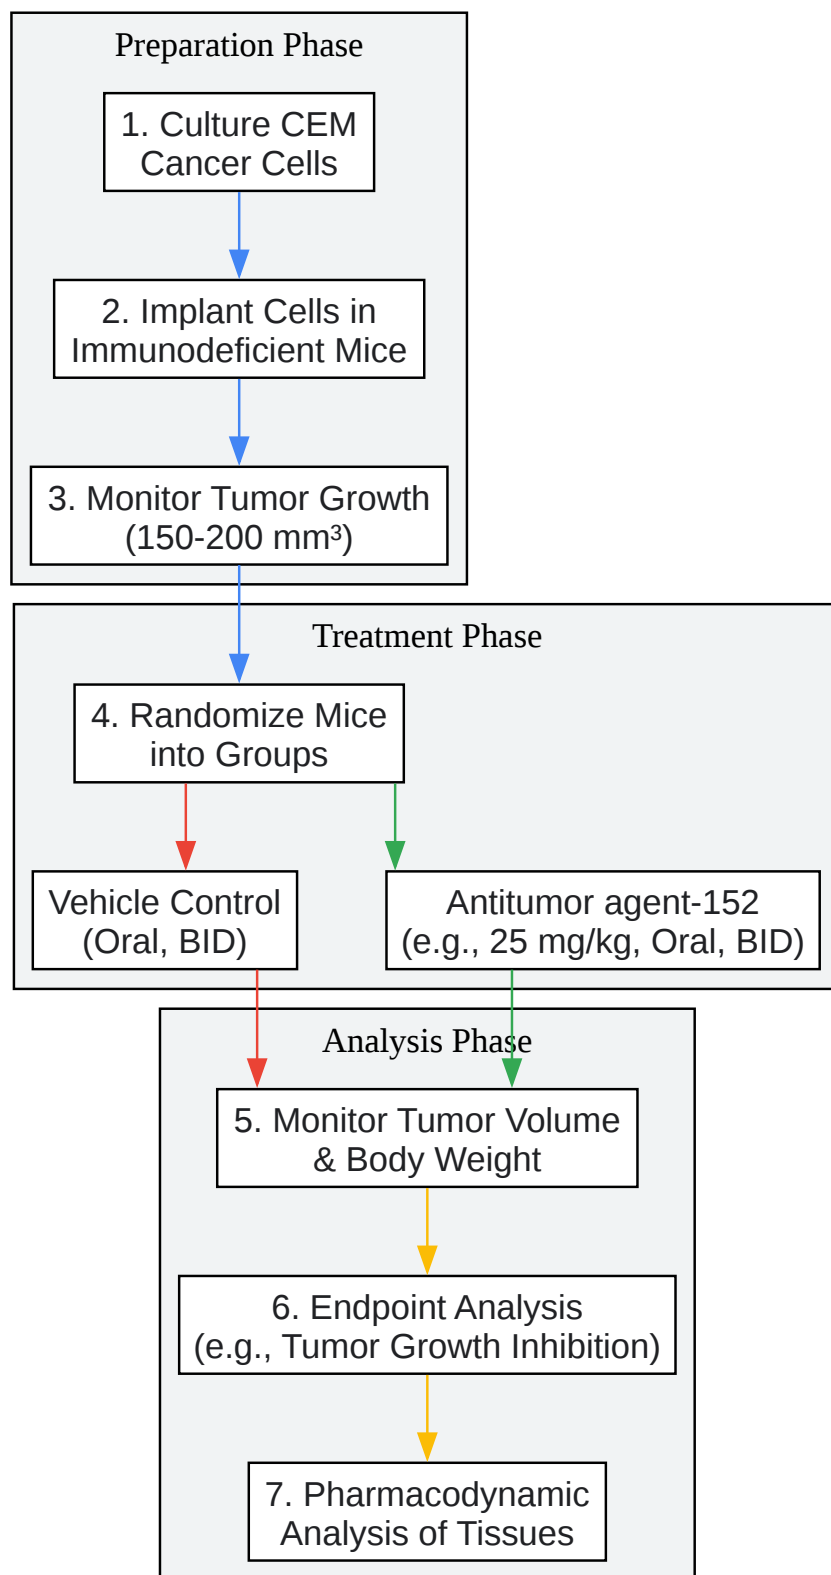 Preparation Phase
1. Culture CEM
Cancer Cells
2. Implant Cells in
Immunodeficient Mice
3. Monitor Tumor Growth
(150-200 mm³)
Treatment Phase
4. Randomize Mice
into Groups
Vehicle Control
(Oral, BID)
Antitumor agent-152
(e.g., 25 mg/kg, Oral, BID)
Analysis Phase
5. Monitor Tumor Volume
& Body Weight
6. Endpoint Analysis
(e.g., Tumor Growth Inhibition)
7. Pharmacodynamic
Analysis of Tissues